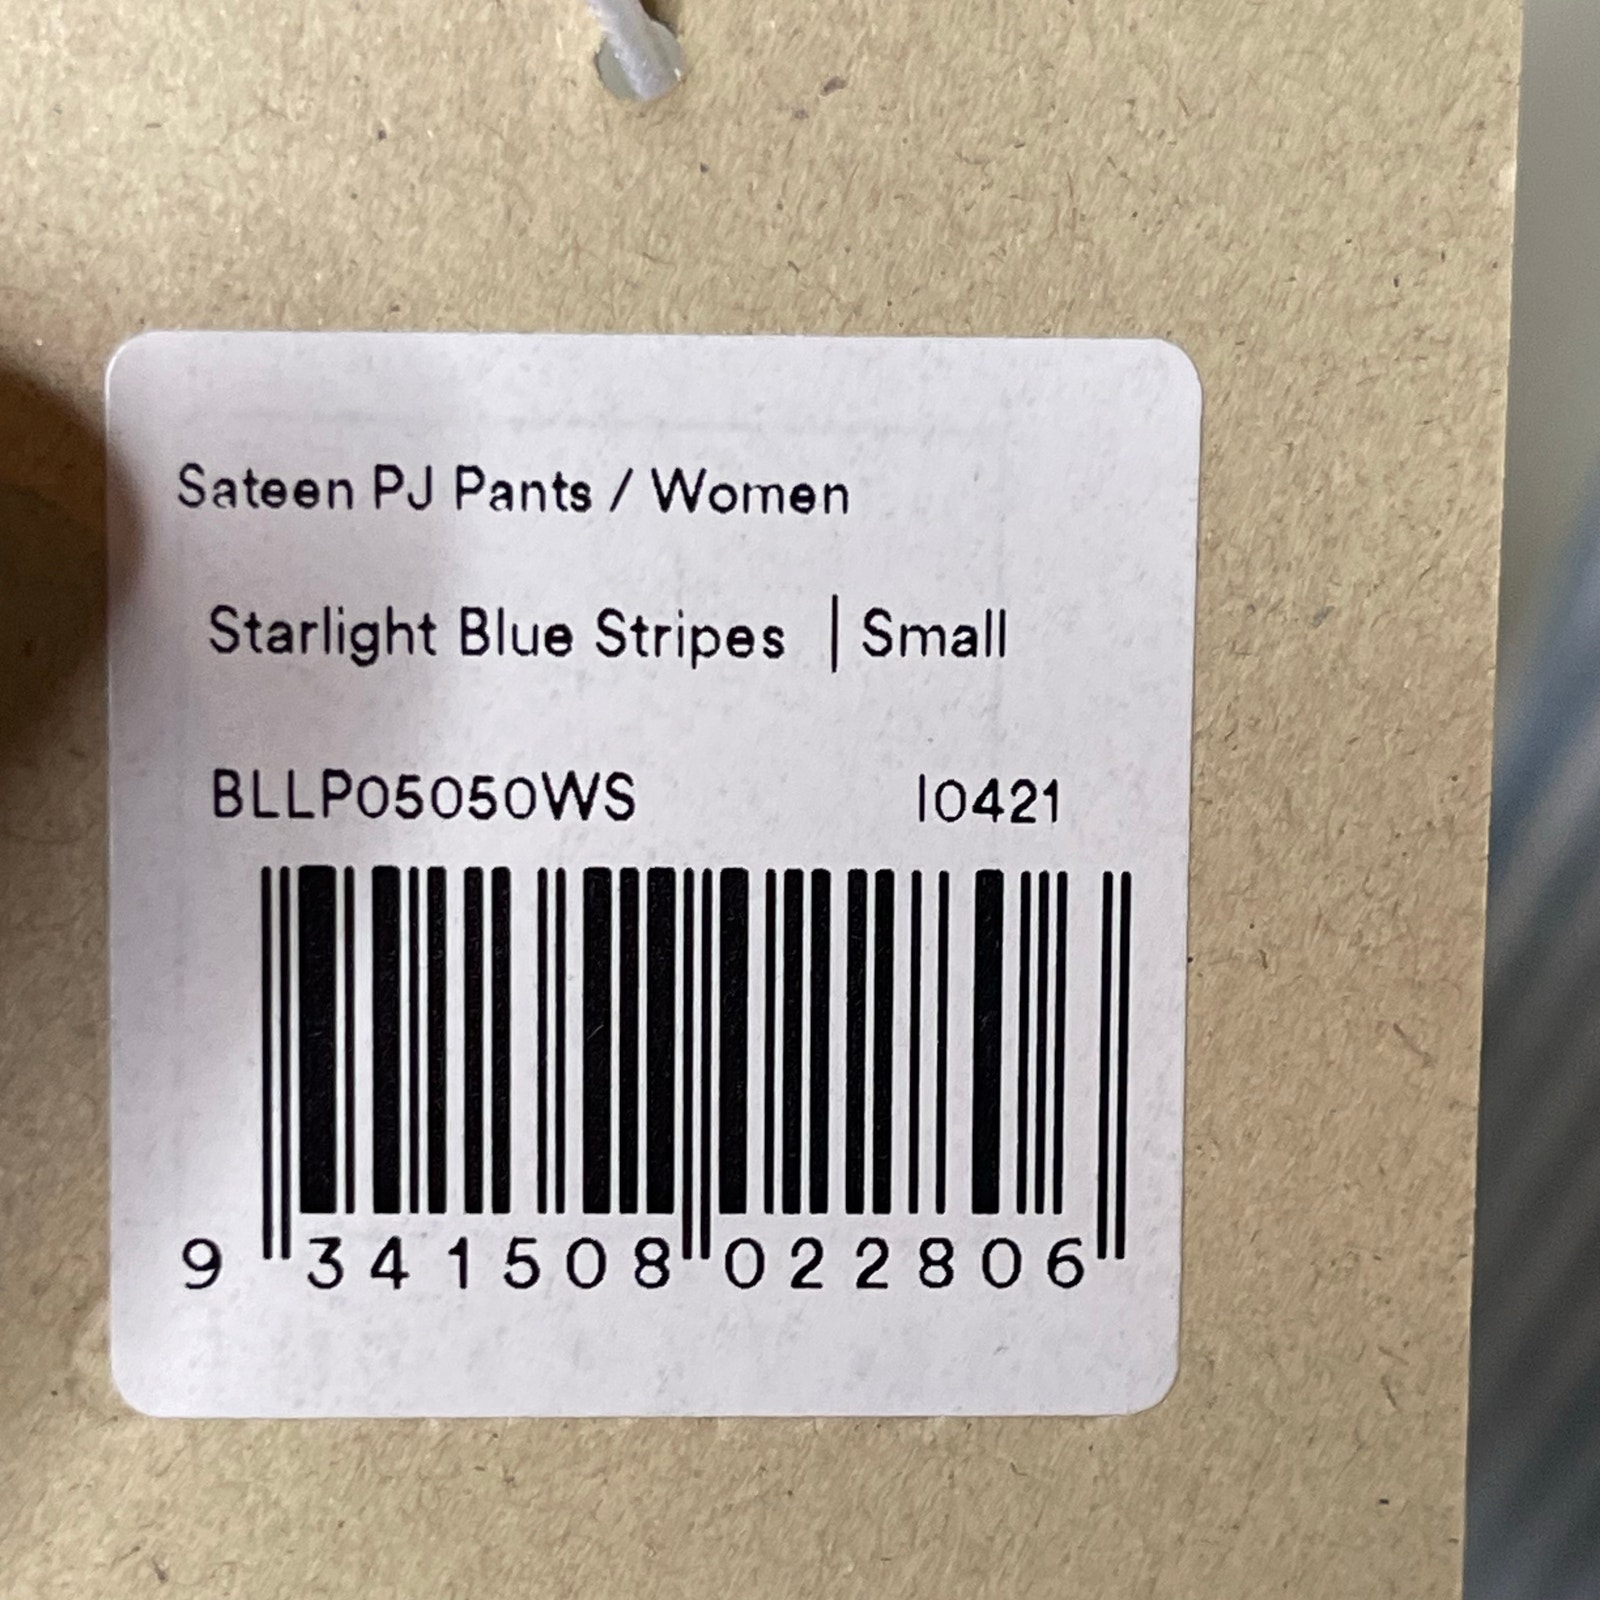 Sateen PJ Pants / Women
Starlight Blue Stripes | Small
BLLP05050WS I0421
9 341508 022806